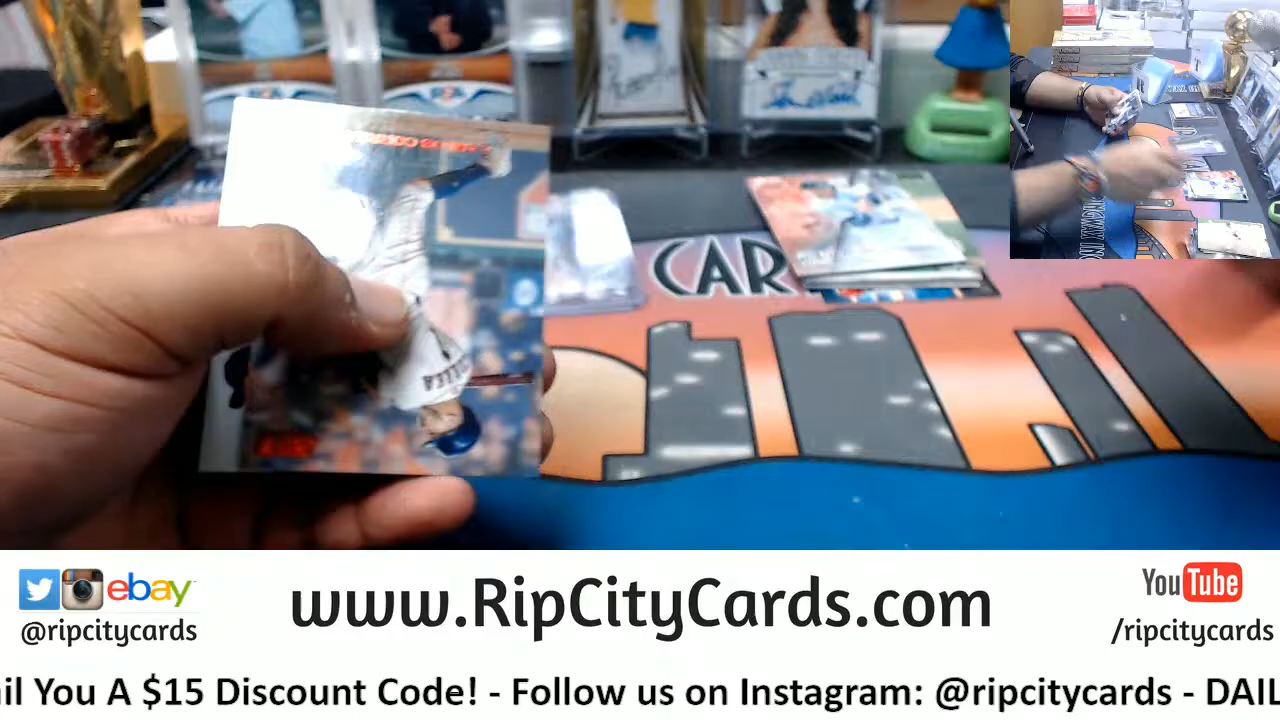 CAR
ebay
@ripcitycards
www.RipCityCards.com
YouTube
/ripcitycards
il You A $15 Discount Code! - Follow us on Instagram: @ripcitycards - DAIL